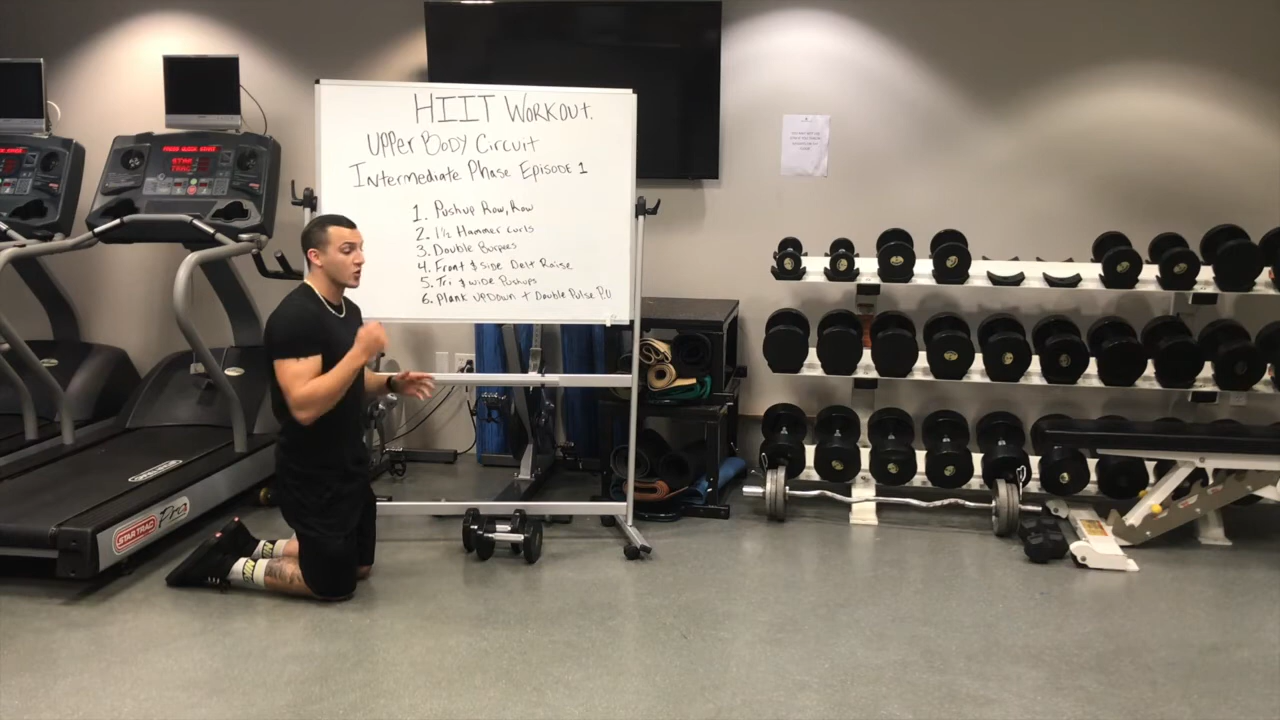 HIIT WORKOUT.
UPPER BODY CIRCUIT
Intermediate Phase Episode 1
1. Pushup Row, Row
2. 1½ Hammer Curls
3. Double Burpees
4. Front & Side Delt Raise
5. Tri & Wide Pushups
6. Plank UpDown + Double Pulse PU
STAR
TRAC
STAR TRAC Pro